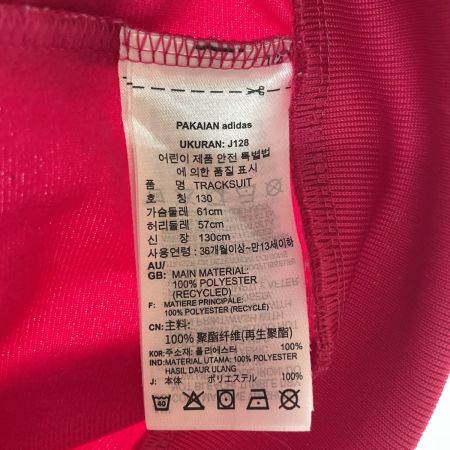 PAKAIAN adidas
UKURAN: J128
어린이 제품 안전 특별법
에 의한 품질 표시
품 명 TRACKSUIT
호 칭 130
가슴둘레 61cm
허리둘레 57cm
신 장 130cm
사용연령 : 36개월이상~만13세이하
AU/
GB: MAIN MATERIAL:
100% POLYESTER
(RECYCLED)
F: MATIERE PRINCIPALE:
100% POLYESTER (RECYCLÉ)
CN: 主料:
100% 聚酯纤维(再生聚酯)
KOR: 주소재: 폴리에스터 100%
IND: MATERIAL UTAMA: 100% POLYESTER
HASIL DAUR ULANG
J: 本体 ポリエステル 100%
40